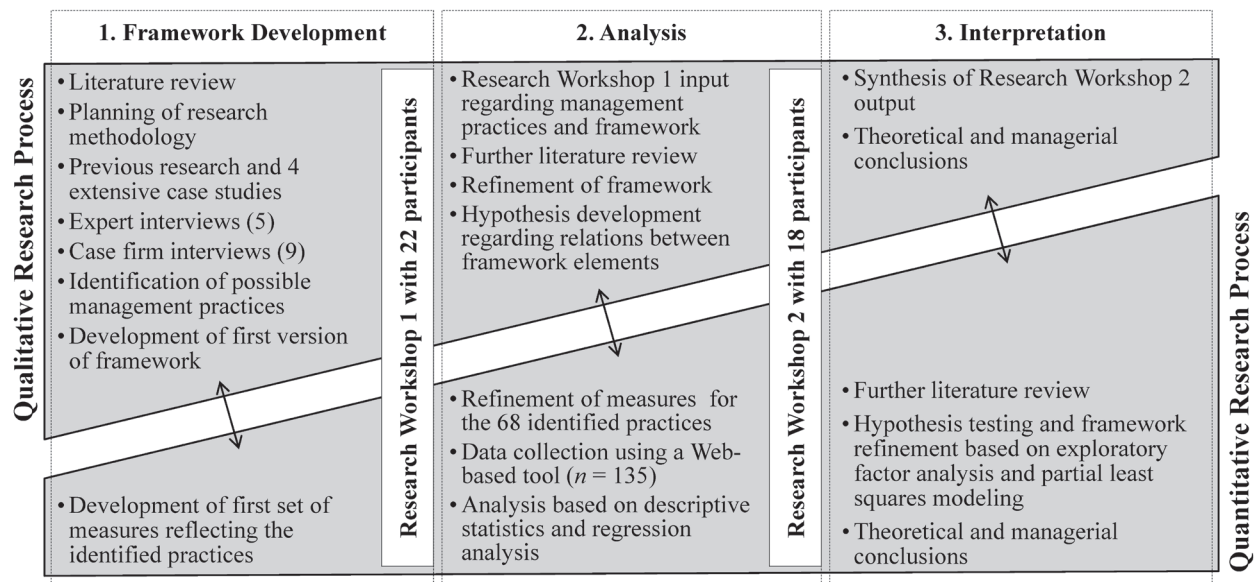 1. Framework Development
2. Analysis
3. Interpretation
Qualitative Research Process
• Literature review
• Planning of research
methodology
• Previous research and 4
extensive case studies
• Expert interviews (5)
• Case firm interviews (9)
• Identification of possible
management practices
• Development of first version
of framework
• Development of first set of
measures reflecting the
identified practices
Research Workshop 1 with 22 participants
• Research Workshop 1 input
regarding management
practices and framework
• Further literature review
• Refinement of framework
• Hypothesis development
regarding relations between
framework elements
• Refinement of measures for
the 68 identified practices
• Data collection using a Web-
based tool (n = 135)
• Analysis based on descriptive
statistics and regression
analysis
Research Workshop 2 with 18 participants
• Synthesis of Research Workshop 2
output
• Theoretical and managerial
conclusions
• Further literature review
• Hypothesis testing and framework
refinement based on exploratory
factor analysis and partial least
squares modeling
• Theoretical and managerial
conclusions
Quantitative Research Process